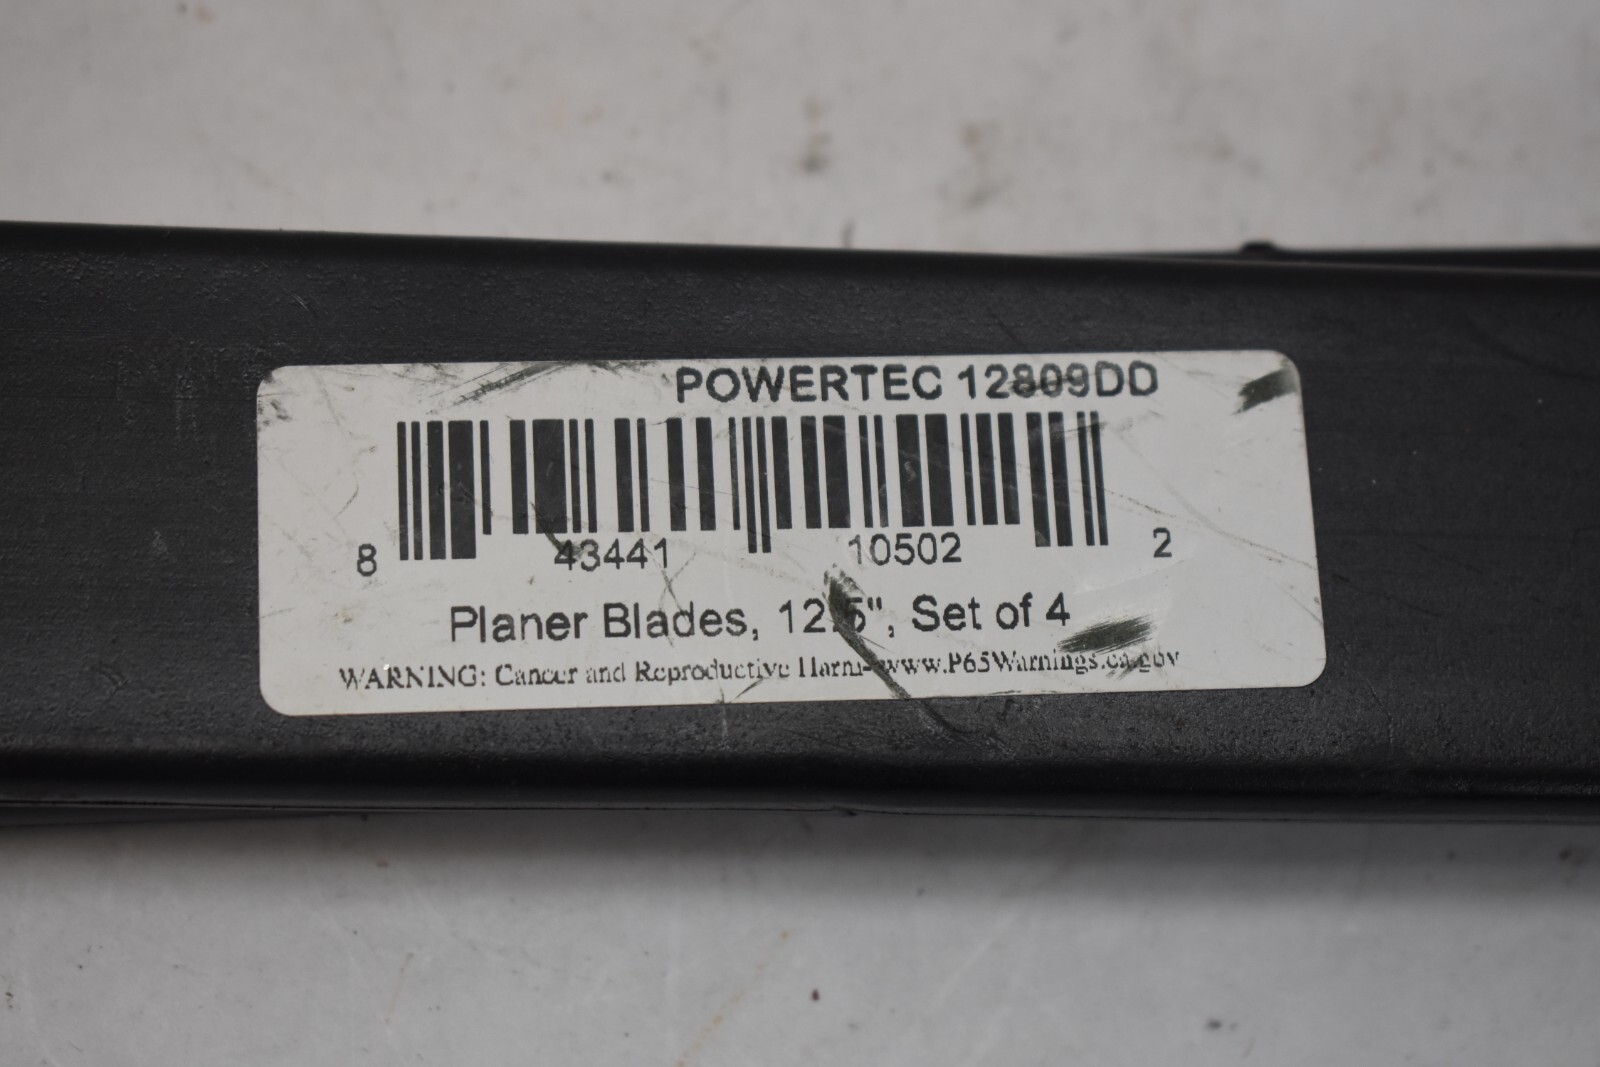 POWERTEC 12809DD
8 43441 10502 2
Planer Blades, 12.5", Set of 4
WARNING: Cancer and Reproductive Harm- www.P65Warnings.ca.gov